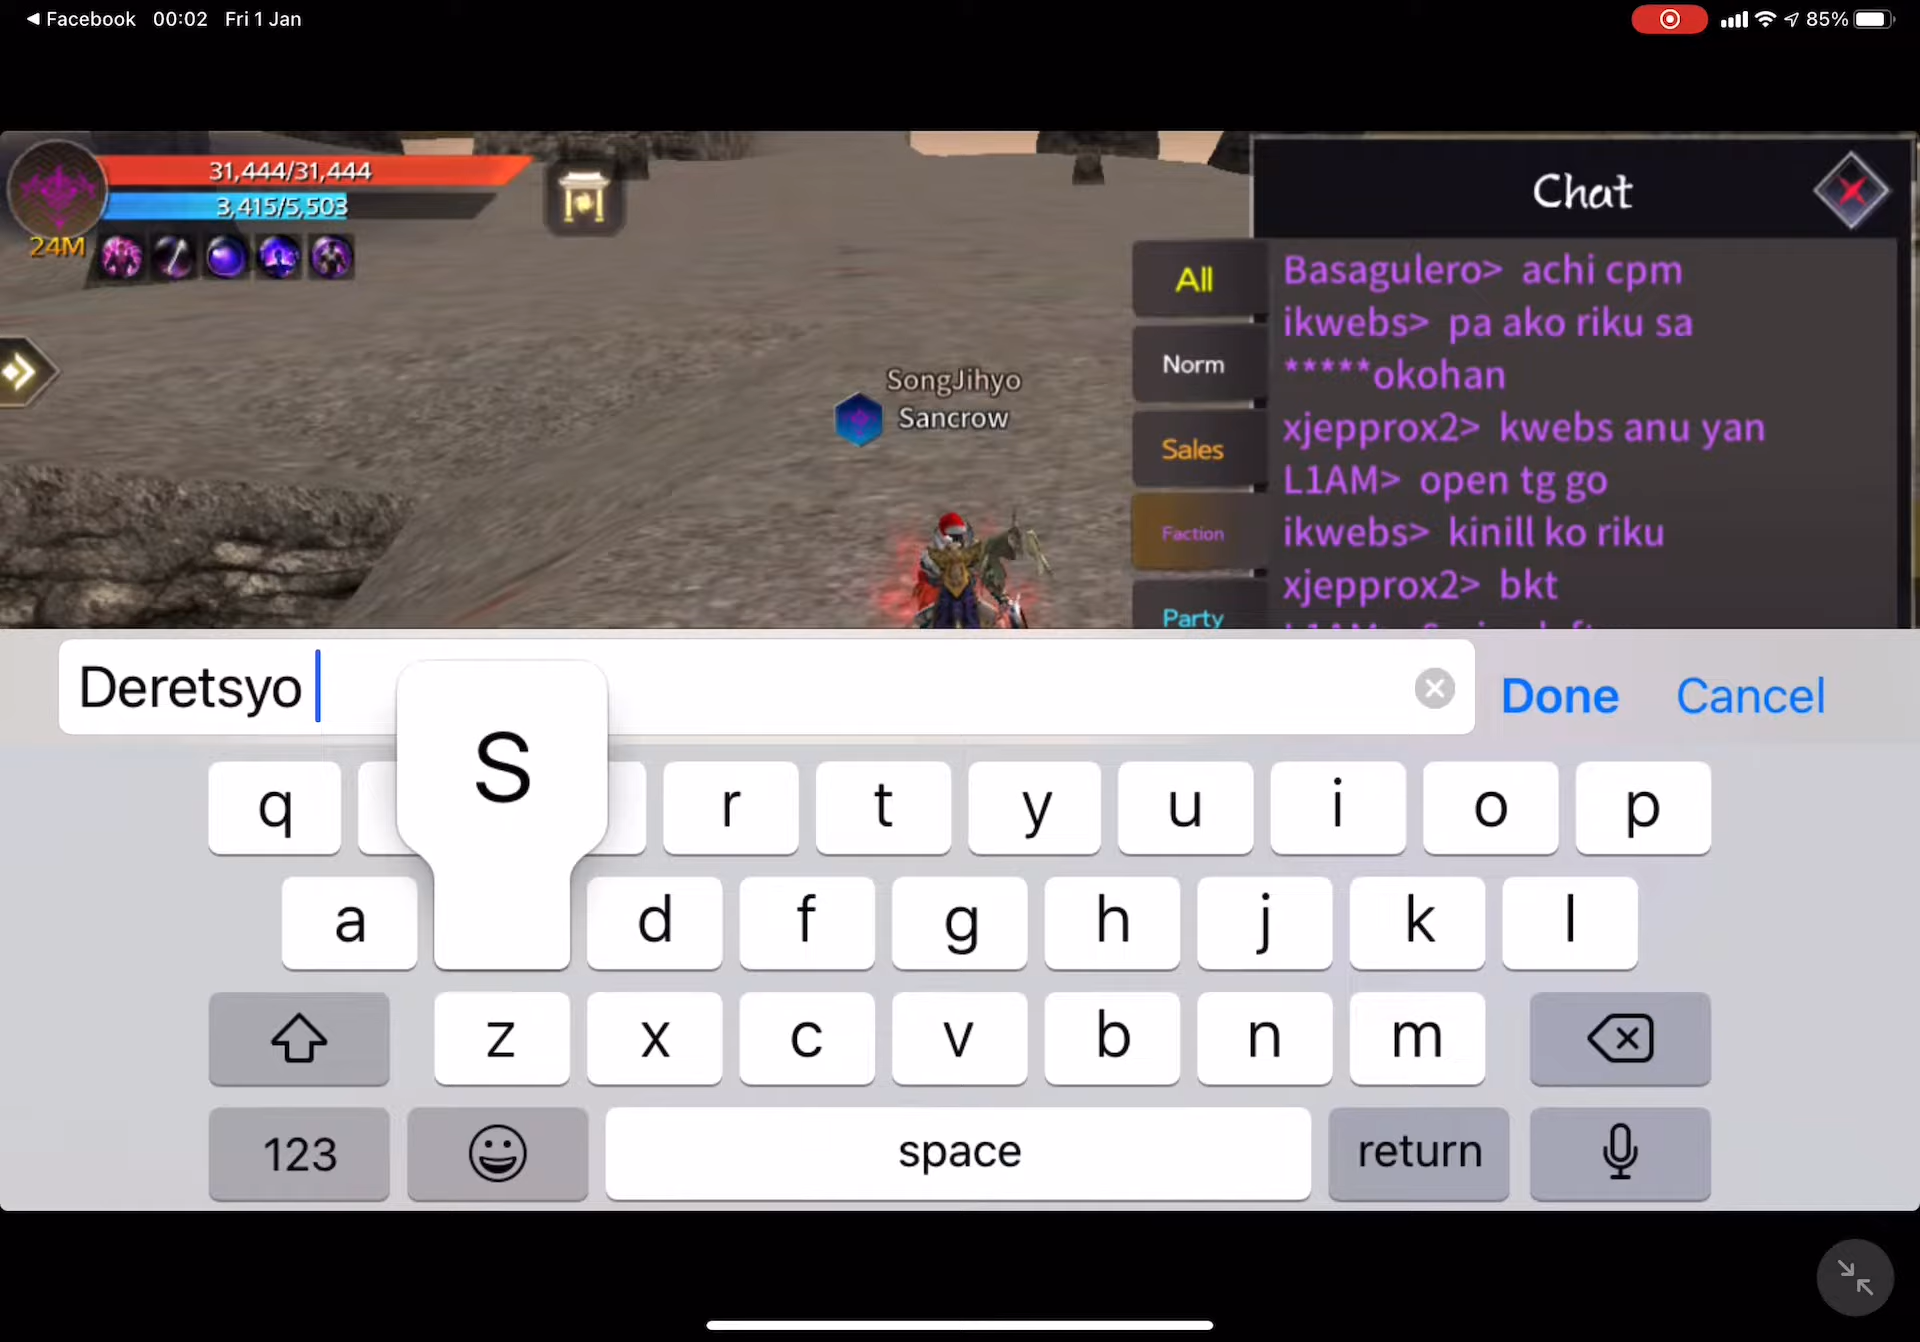 Facebook 00:02 Fri 1 Jan
85%
31,444/31,444
3,415/5,503
24M
SongJihyo
Sancrow
Chat
All
Norm
Sales
Faction
Party
Basagulero> achi cpm
ikwebs> pa ako riku sa
*****okohan
xjepprox2> kwebs anu yan
L1AM> open tg go
ikwebs> kinill ko riku
xjepprox2> bkt
Deretsyo
Done Cancel
S
q r t y u i o p
a d f g h j k l
z x c v b n m
123 space return